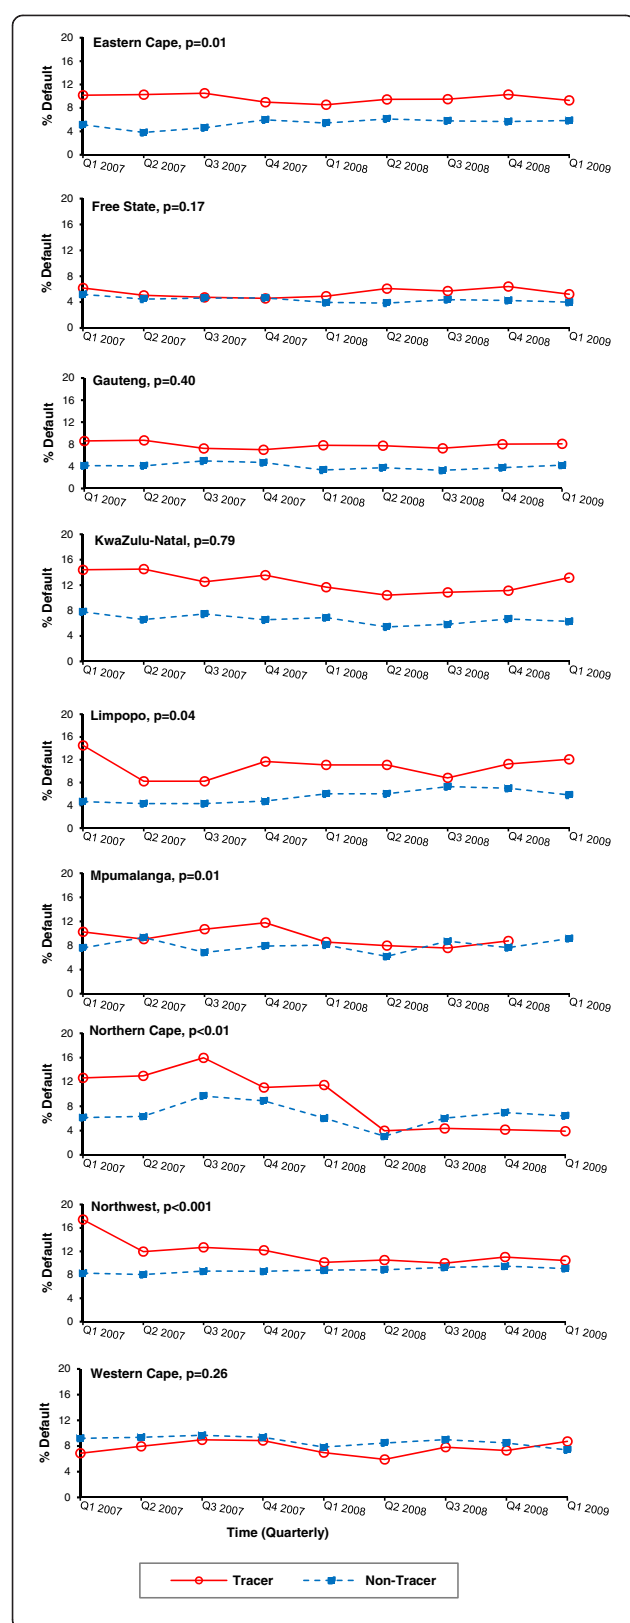 Eastern Cape, p=0.01
% Default
20
16
12
8
4
0
Q1 2007 Q2 2007 Q3 2007 Q4 2007 Q1 2008 Q2 2008 Q3 2008 Q4 2008 Q1 2009
Free State, p=0.17
% Default
20
16
12
8
4
0
Q1 2007 Q2 2007 Q3 2007 Q4 2007 Q1 2008 Q2 2008 Q3 2008 Q4 2008 Q1 2009
Gauteng, p=0.40
% Default
20
16
12
8
4
0
Q1 2007 Q2 2007 Q3 2007 Q4 2007 Q1 2008 Q2 2008 Q3 2008 Q4 2008 Q1 2009
KwaZulu-Natal, p=0.79
% Default
20
16
12
8
4
0
Q1 2007 Q2 2007 Q3 2007 Q4 2007 Q1 2008 Q2 2008 Q3 2008 Q4 2008 Q1 2009
Limpopo, p=0.04
% Default
20
16
12
8
4
0
Q1 2007 Q2 2007 Q3 2007 Q4 2007 Q1 2008 Q2 2008 Q3 2008 Q4 2008 Q1 2009
Mpumalanga, p=0.01
% Default
20
16
12
8
4
0
Q1 2007 Q2 2007 Q3 2007 Q4 2007 Q1 2008 Q2 2008 Q3 2008 Q4 2008 Q1 2009
Northern Cape, p<0.01
% Default
20
16
12
8
4
0
Q1 2007 Q2 2007 Q3 2007 Q4 2007 Q1 2008 Q2 2008 Q3 2008 Q4 2008 Q1 2009
Northwest, p<0.001
% Default
20
16
12
8
4
0
Q1 2007 Q2 2007 Q3 2007 Q4 2007 Q1 2008 Q2 2008 Q3 2008 Q4 2008 Q1 2009
Western Cape, p=0.26
% Default
20
16
12
8
4
0
Q1 2007 Q2 2007 Q3 2007 Q4 2007 Q1 2008 Q2 2008 Q3 2008 Q4 2008 Q1 2009
Time (Quarterly)
Tracer Non-Tracer